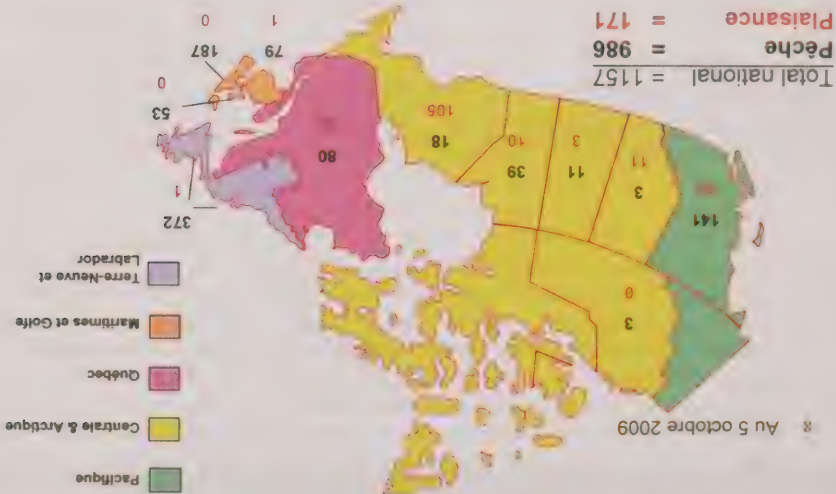 Au 5 octobre 2009
Pacifique
Centrale & Arctique
Québec
Maritimes et Golfe
Terre-Neuve et
Labrador
3
0
372
1
141
3
11
11
3
39
10
18
105
80
53
0
79
1
187
0
Total national = 1157
Pêche = 986
Plaisance = 171